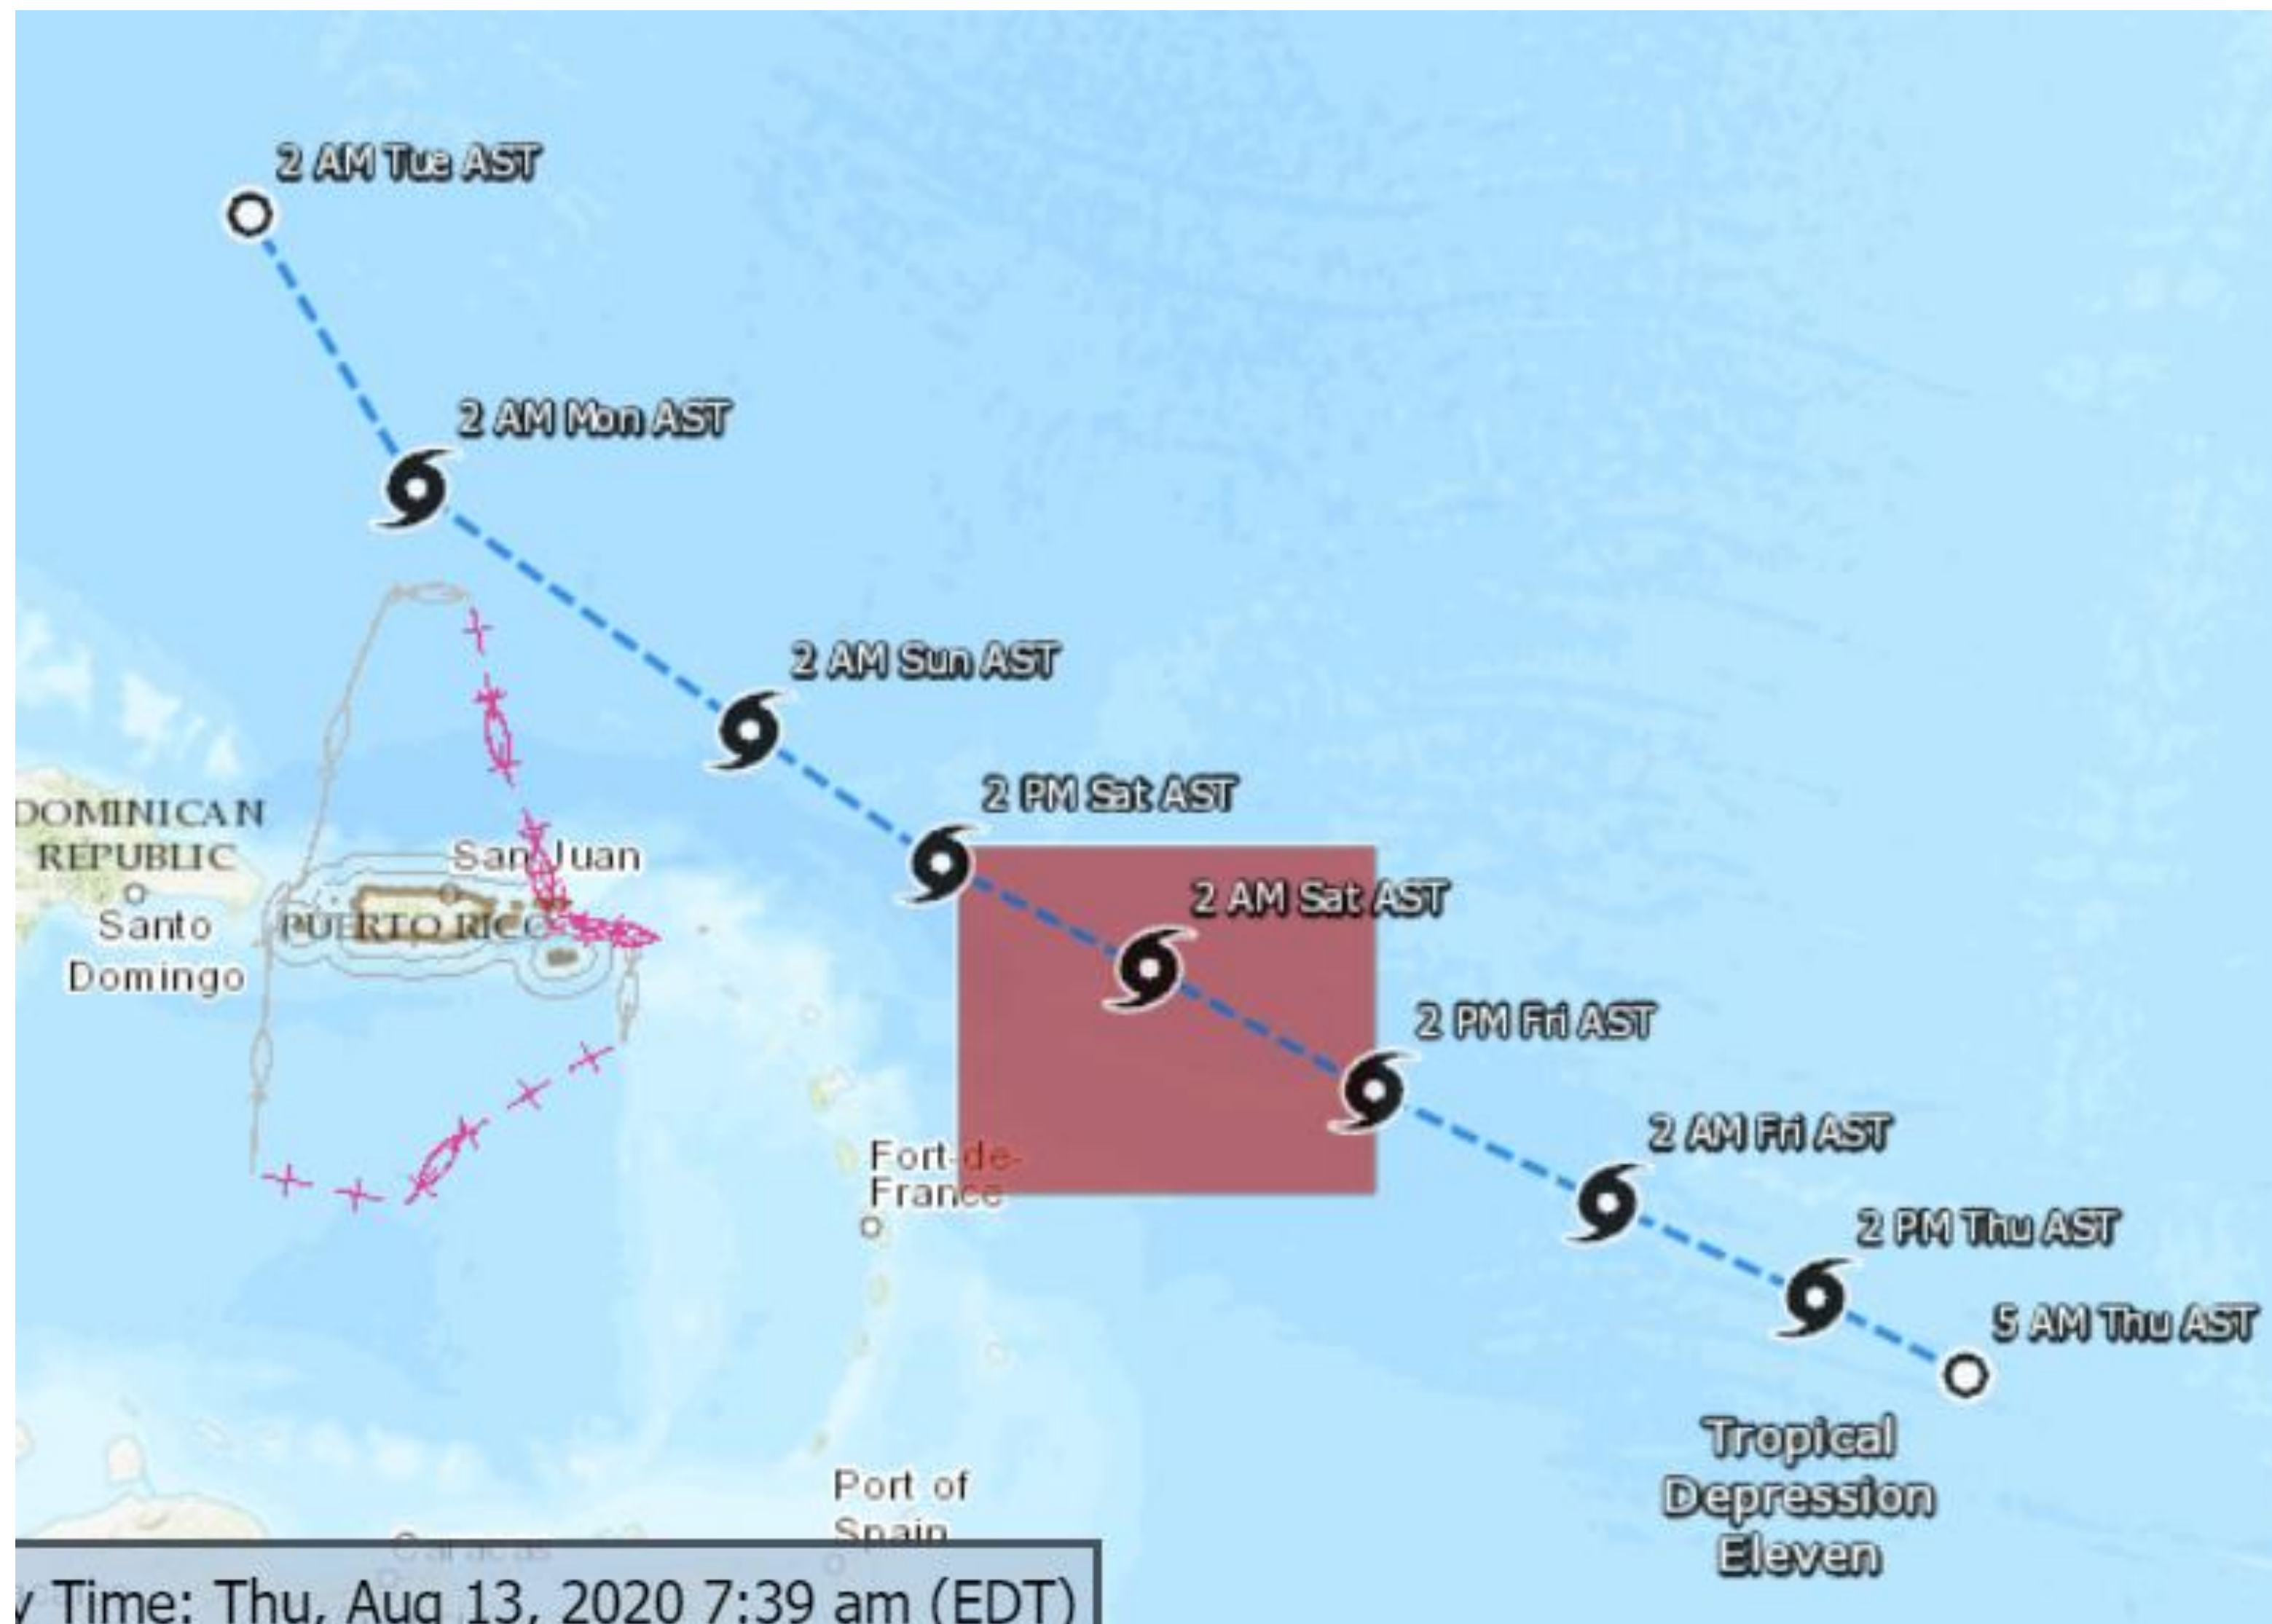 2 AM Tue AST
2 AM Mon AST
2 AM Sun AST
2 PM Sat AST
DOMINICAN
REPUBLIC
San Juan
2 AM Sat AST
PUERTO RICO
Santo
Domingo
2 PM Fri AST
2 AM Fri AST
Fort-de-
France
2 PM Thu AST
5 AM Thu AST
Tropical
Depression
Eleven
Port of
Spain
Caracas
Time: Thu, Aug 13, 2020 7:39 am (EDT)